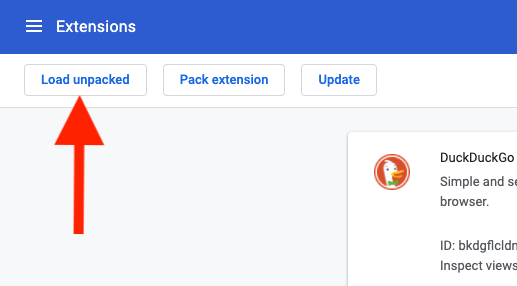 Extensions
Load unpacked
Pack extension
Update
DuckDuckGo
Simple and se
browser.
ID: bkdgflcldn
Inspect views